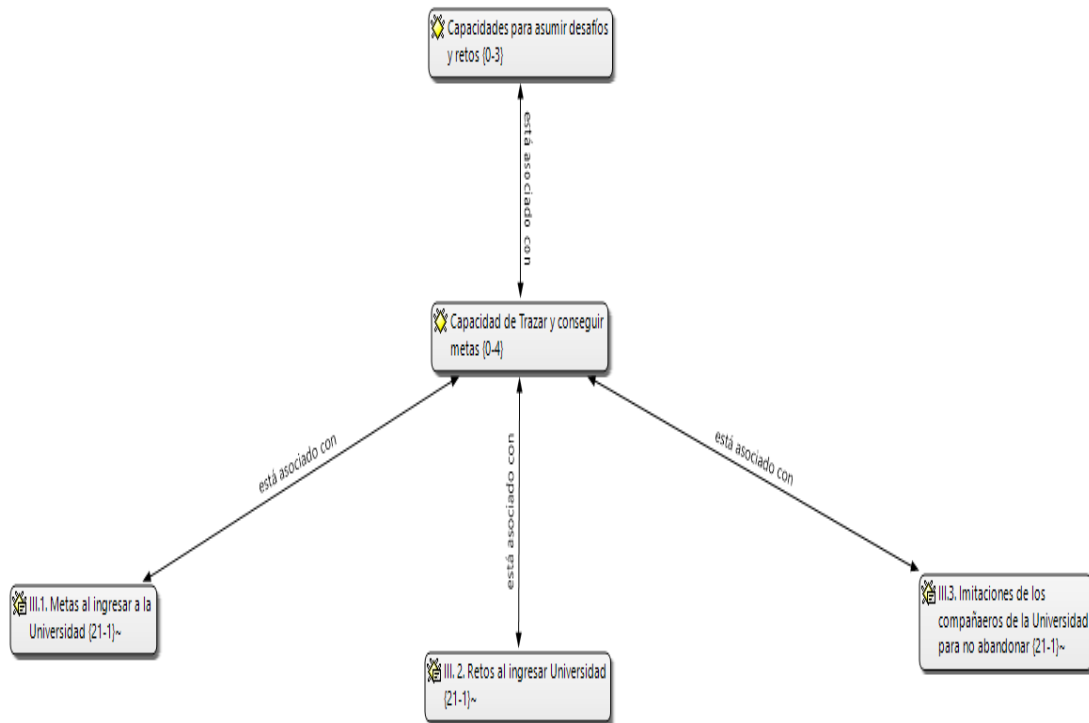 Capacidades para asumir desafíos
y retos {0-3}
está asociado con
Capacidad de Trazar y conseguir
metas {0-4}
está asociado con
está asociado con
está asociado con
III.1. Metas al ingresar a la
Universidad {21-1}~
III. 2. Retos al ingresar Universidad
{21-1}~
III.3. Imitaciones de los
compañaeros de la Universidad
para no abandonar {21-1}~